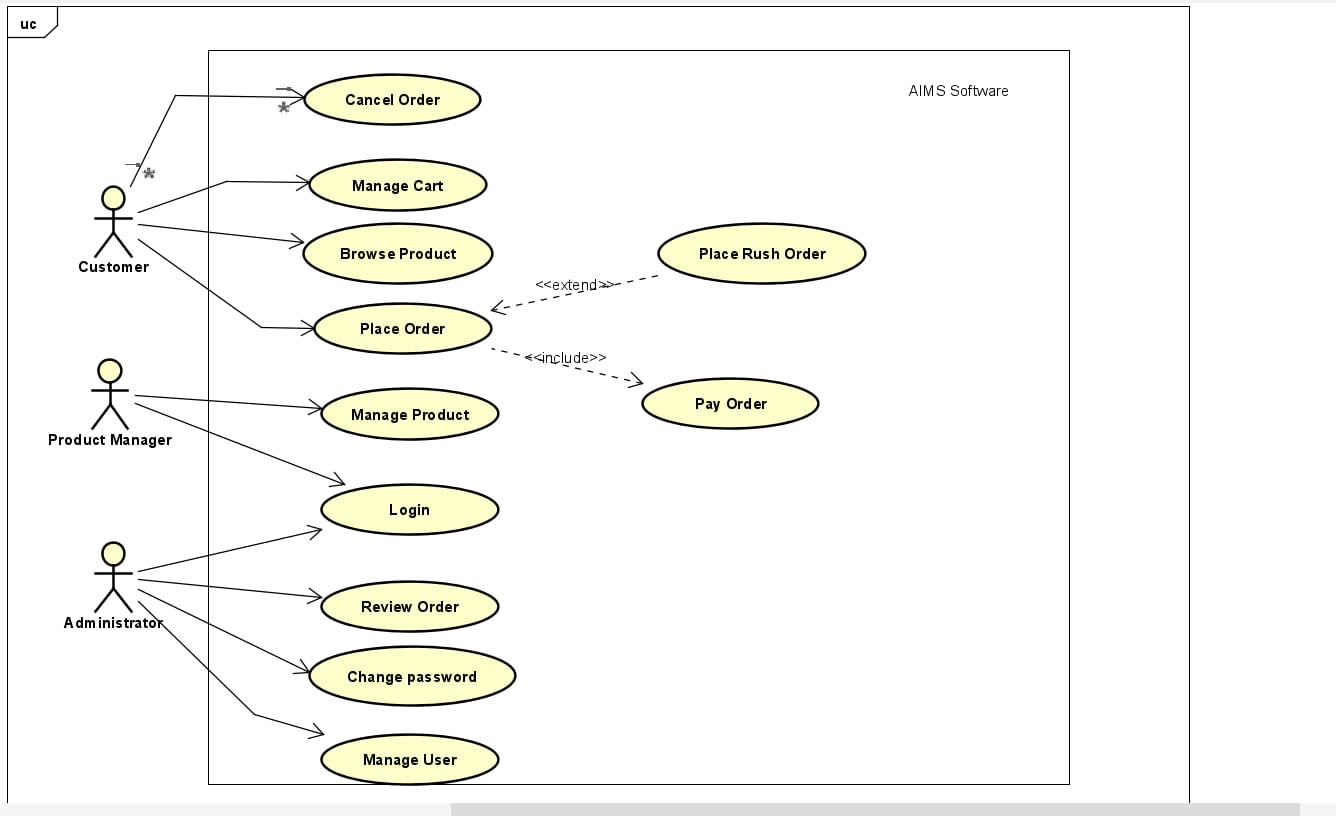 uc
AIMS Software
Cancel Order
*
*
Manage Cart
Customer
Browse Product
Place Rush Order
<<extend>>
Place Order
<<include>>
Pay Order
Product Manager
Manage Product
Login
Administrator
Review Order
Change password
Manage User